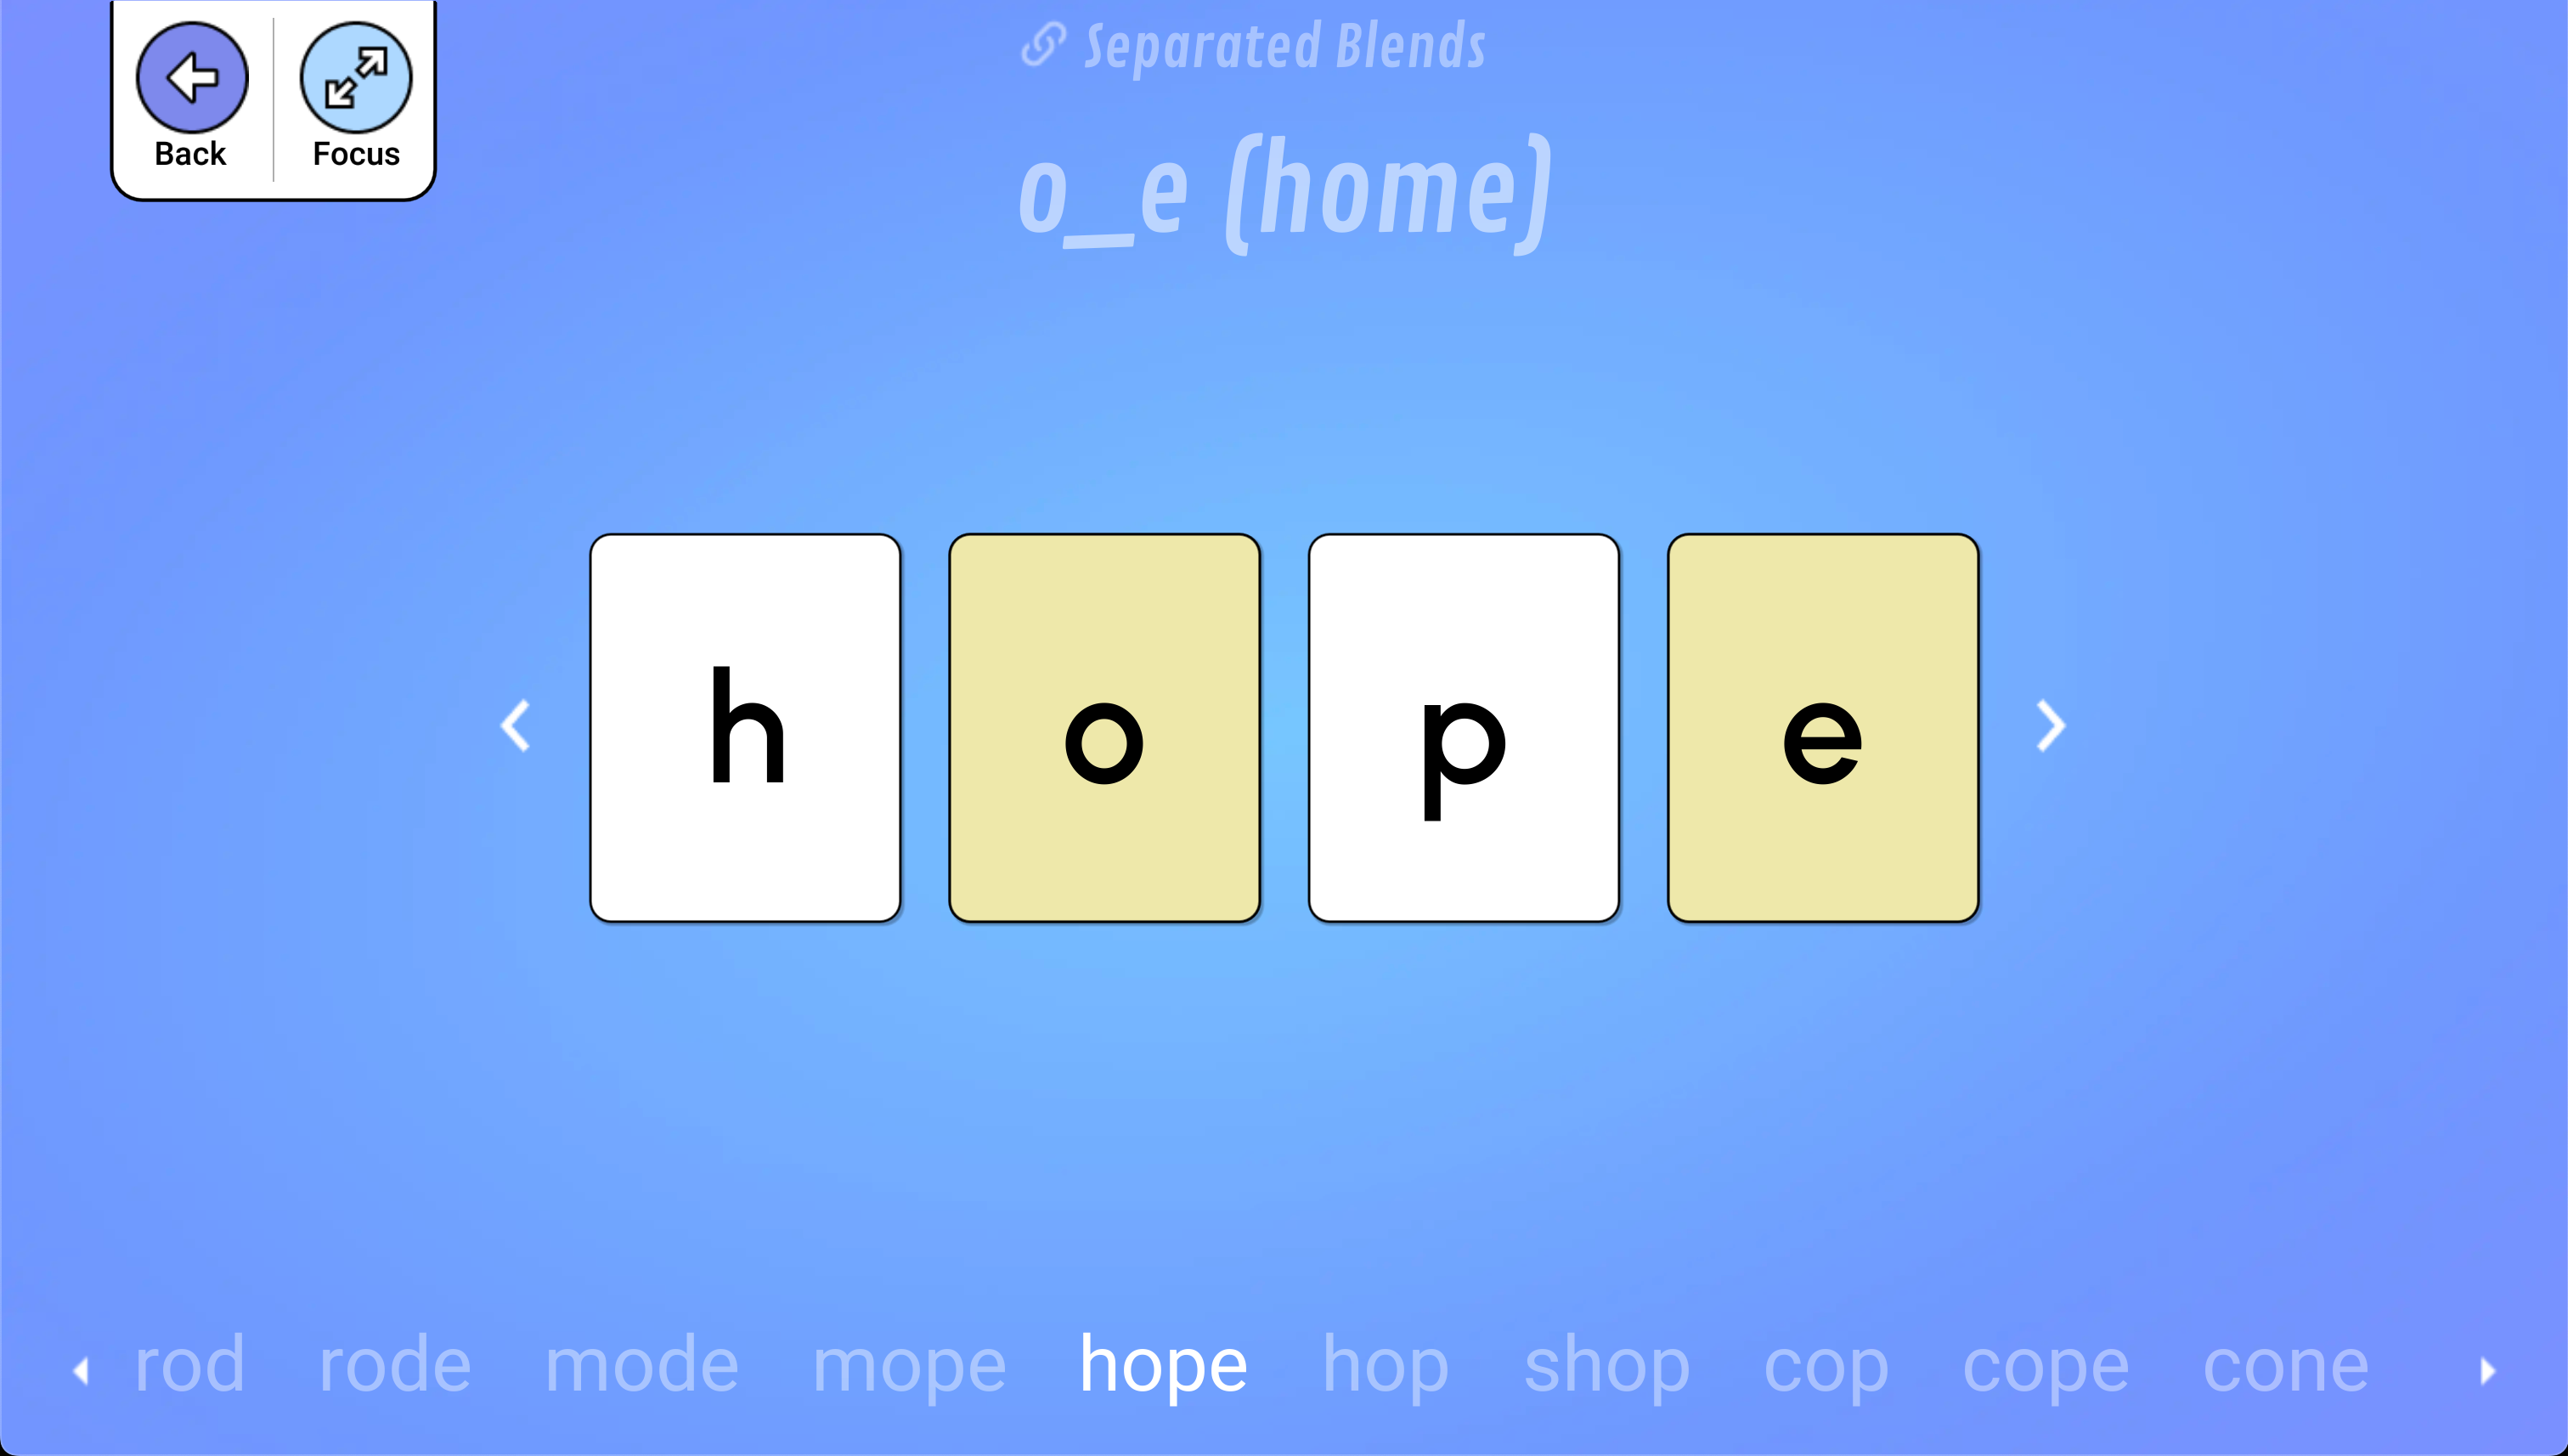 Separated Blends
Back Focus
o_e (home)
h o p e
rod rode mode mope hope hop shop cop cope cone